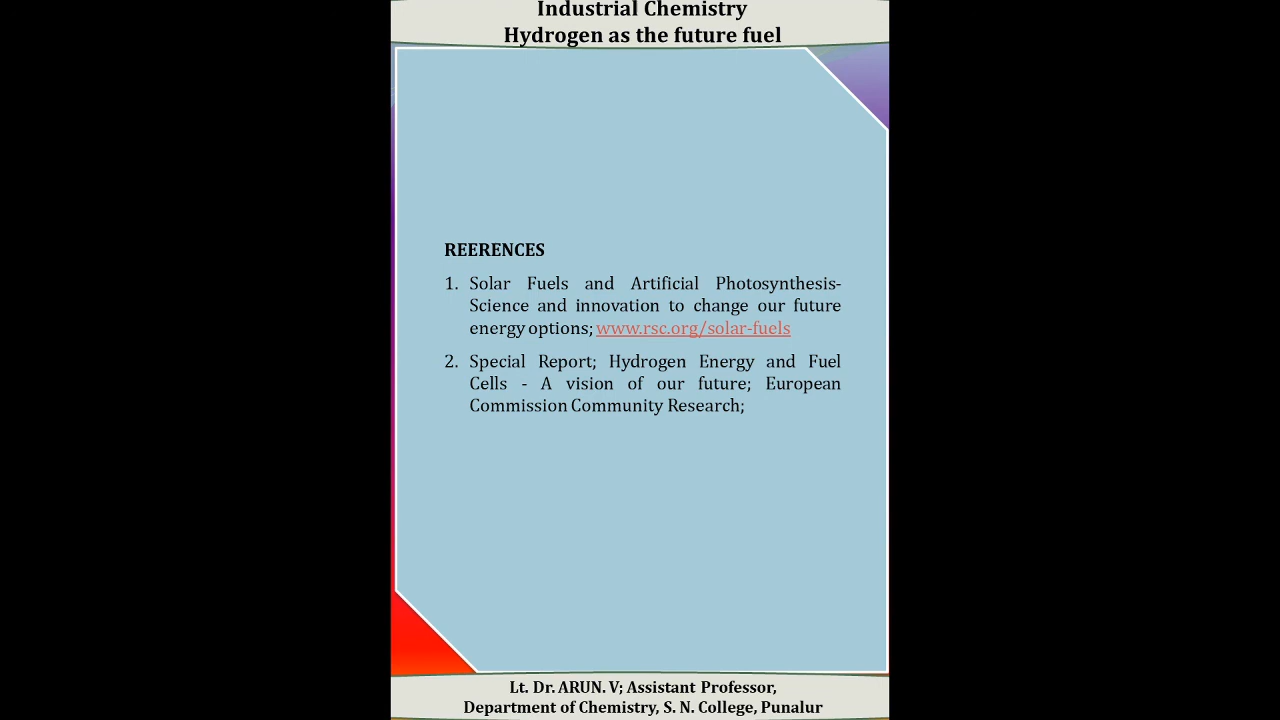 Industrial Chemistry
Hydrogen as the future fuel
REERENCES
1. Solar Fuels and Artificial Photosynthesis-
Science and innovation to change our future
energy options; www.rsc.org/solar-fuels
2. Special Report; Hydrogen Energy and Fuel
Cells - A vision of our future; European
Commission Community Research;
Lt. Dr. ARUN. V; Assistant Professor,
Department of Chemistry, S. N. College, Punalur